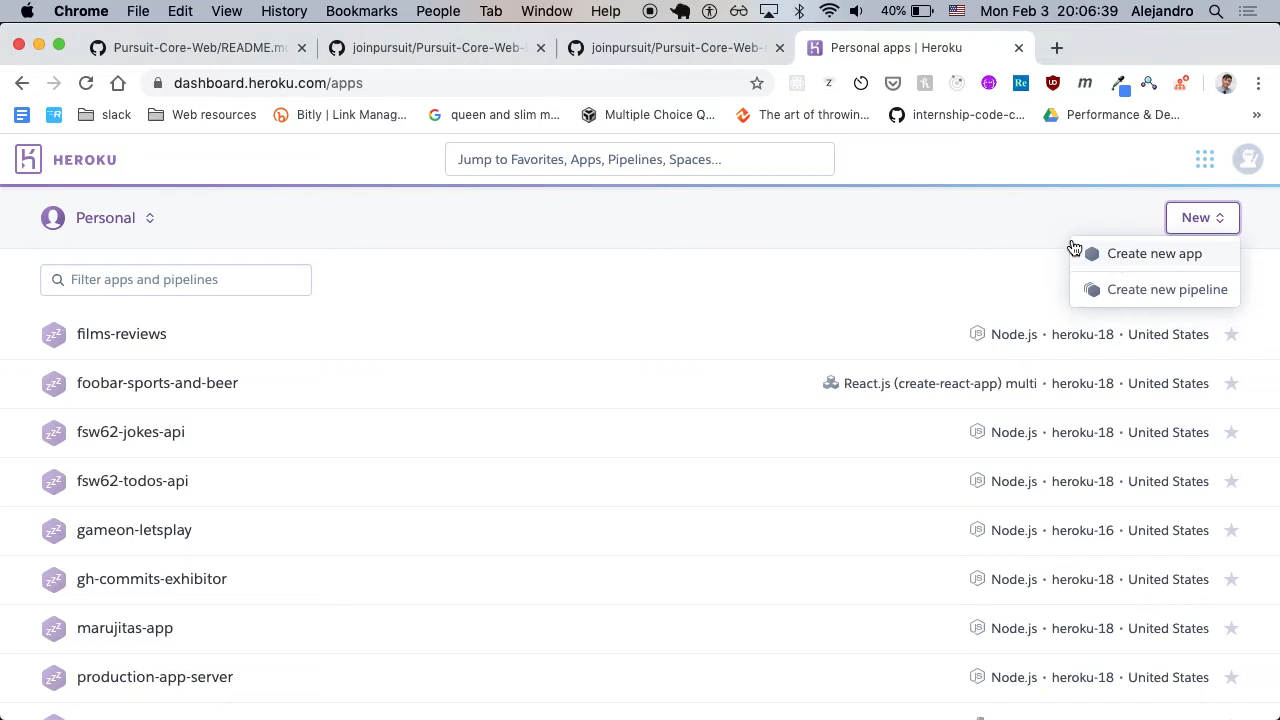 Chrome File Edit View History Bookmarks People Tab Window Help 40% Mon Feb 3 20:06:39 Alejandro
Pursuit-Core-Web/README.m joinpursuit/Pursuit-Core-Web- joinpursuit/Pursuit-Core-Web- Personal apps | Heroku
dashboard.heroku.com/apps
slack Web resources Bitly | Link Manag... queen and slim m... Multiple Choice Q... The art of throwin... internship-code-c... Performance & De...
HEROKU
Jump to Favorites, Apps, Pipelines, Spaces...
Personal
New
Create new app
Create new pipeline
Filter apps and pipelines
films-reviews Node.js • heroku-18 • United States
foobar-sports-and-beer React.js (create-react-app) multi • heroku-18 • United States
fsw62-jokes-api Node.js • heroku-18 • United States
fsw62-todos-api Node.js • heroku-18 • United States
gameon-letsplay Node.js • heroku-16 • United States
gh-commits-exhibitor Node.js • heroku-18 • United States
marujitas-app Node.js • heroku-18 • United States
production-app-server Node.js • heroku-18 • United States